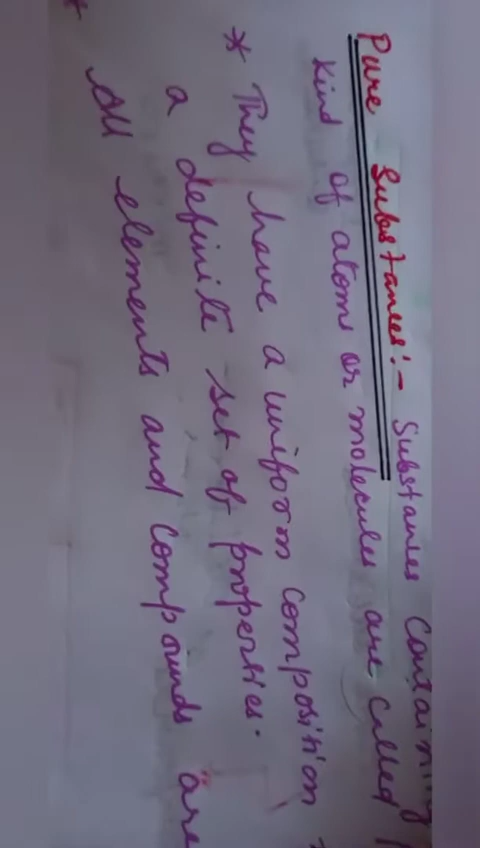 Pure Substances:- Substances Containing
kind of atoms or molecules are called
* They have a uniform composition
a definite set of properties.
All elements and compounds are
*